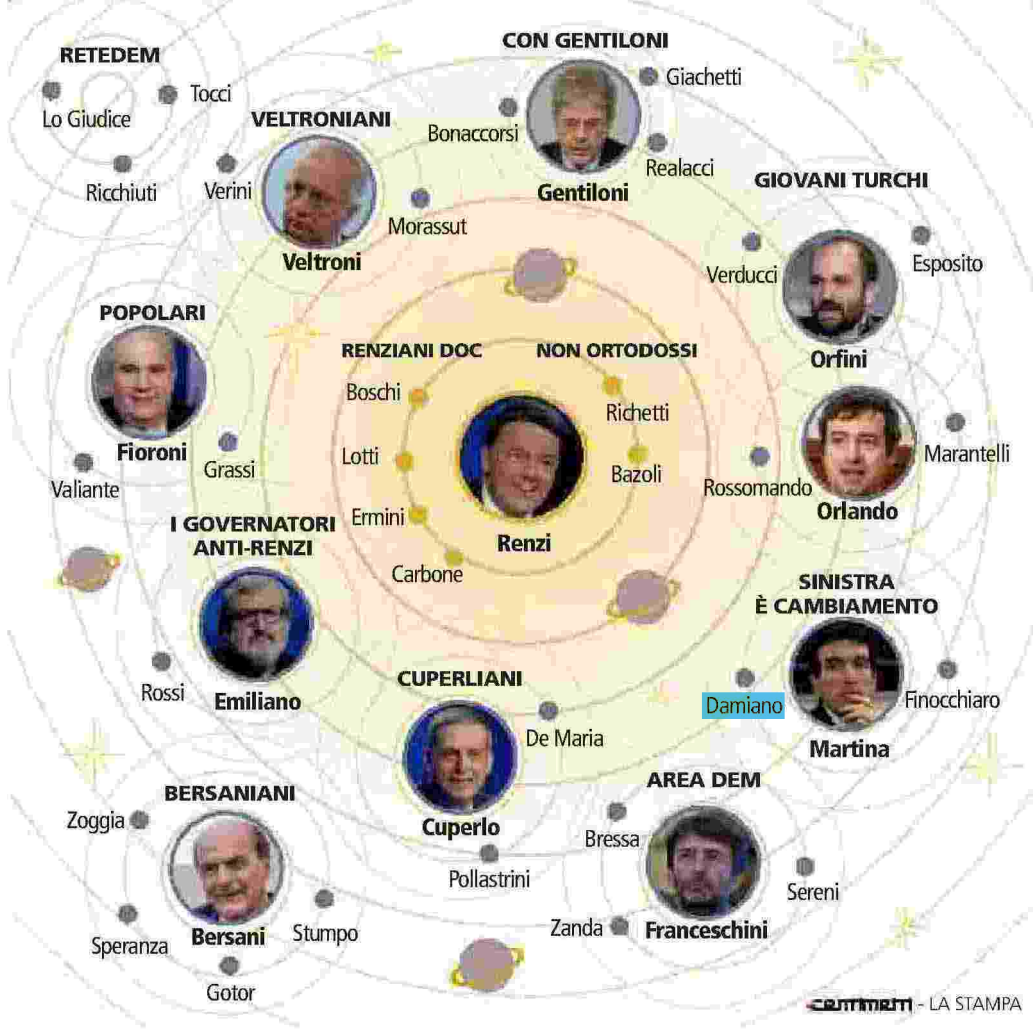 RETEDEM
Lo Giudice
Tocci
Ricchiuti
VELTRONIANI
Verini
Morassut
Veltroni
CON GENTILONI
Giachetti
Bonaccorsi
Realacci
Gentiloni
GIOVANI TURCHI
Verducci
Esposito
Orfini
POPOLARI
Fioroni
Valiante
Grassi
RENZIANI DOC
Boschi
Lotti
Ermini
Carbone
NON ORTODOSSI
Richetti
Bazoli
Renzi
Rossomando
Marantelli
Orlando
I GOVERNATORI
ANTI-RENZI
Rossi
Emiliano
CUPERLIANI
De Maria
Cuperlo
Pollastrini
SINISTRA
È CAMBIAMENTO
Damiano
Finocchiaro
Martina
BERSANIANI
Zoggia
Speranza
Bersani
Stumpo
Gotor
AREA DEM
Bressa
Sereni
Zanda
Franceschini
- LA STAMPA